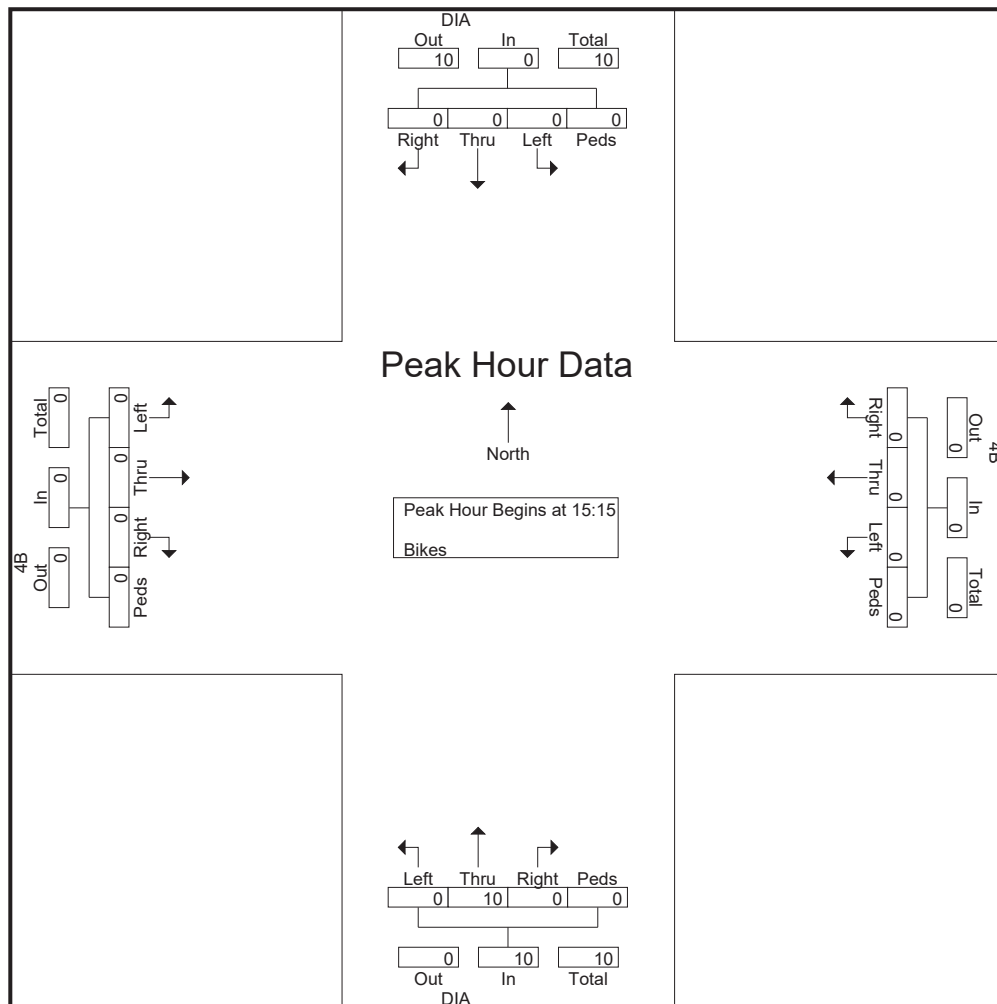 DIA
Out In Total
10 0 10
0 0 0 0
Right Thru Left Peds
Peak Hour Data
North
Peak Hour Begins at 15:15
Bikes
Total In Out
0 0 0
0 0 0 0
Left Thru Right Peds
4B
Right Thru Left Peds
0 0 0 0
Out In Total
0 0 0
4B
Left Thru Right Peds
0 10 0 0
0 10 10
Out In Total
DIA